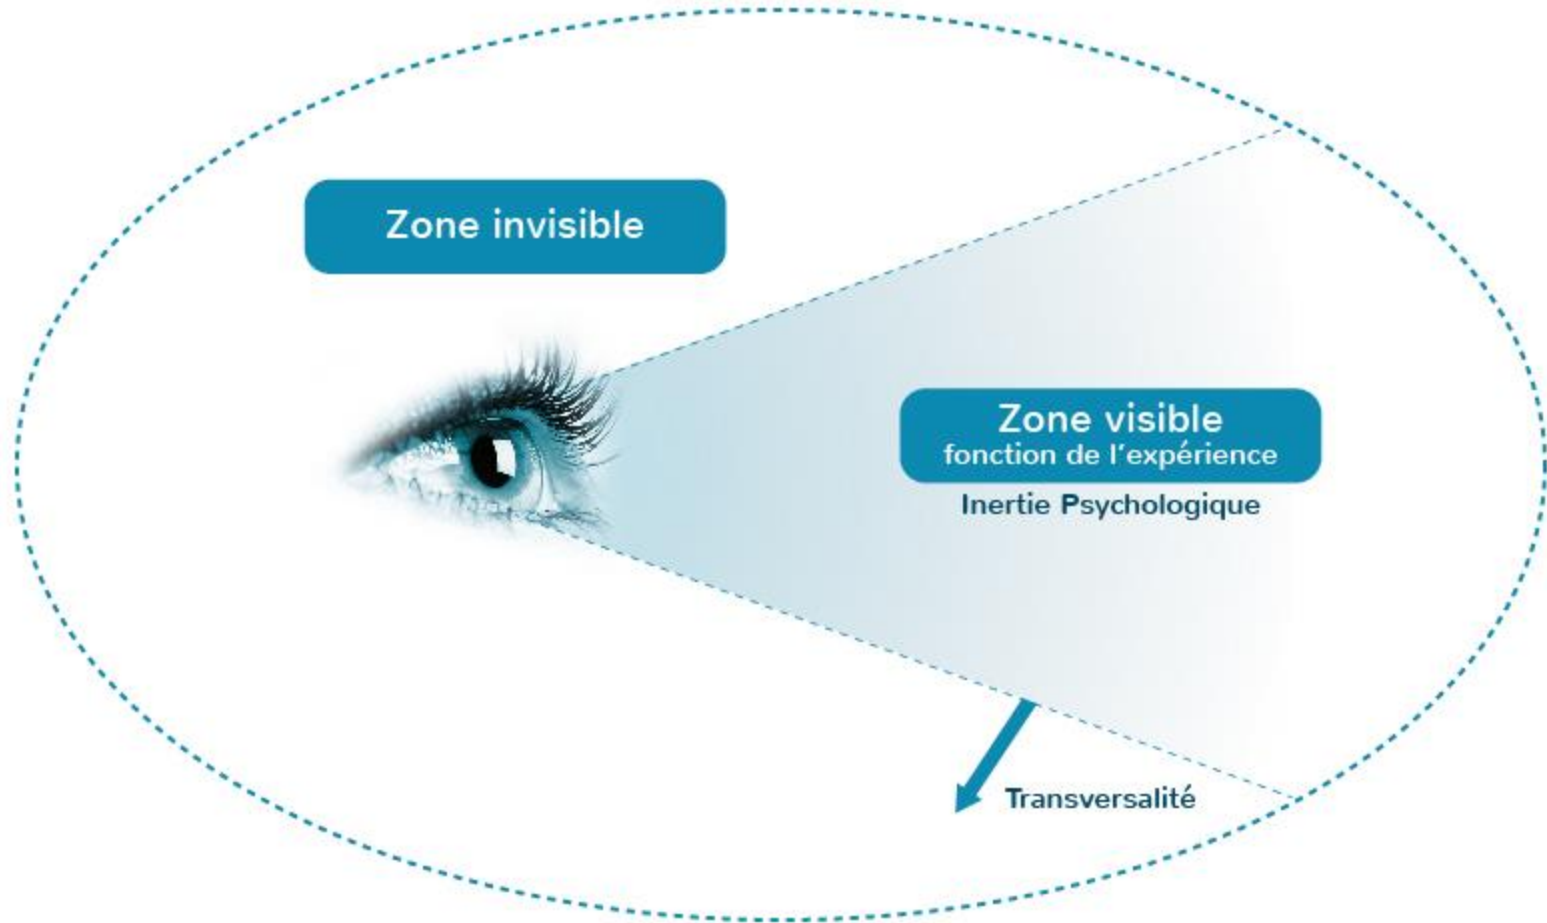 Zone invisible
Zone visible
fonction de l'expérience
Inertie Psychologique
Transversalité